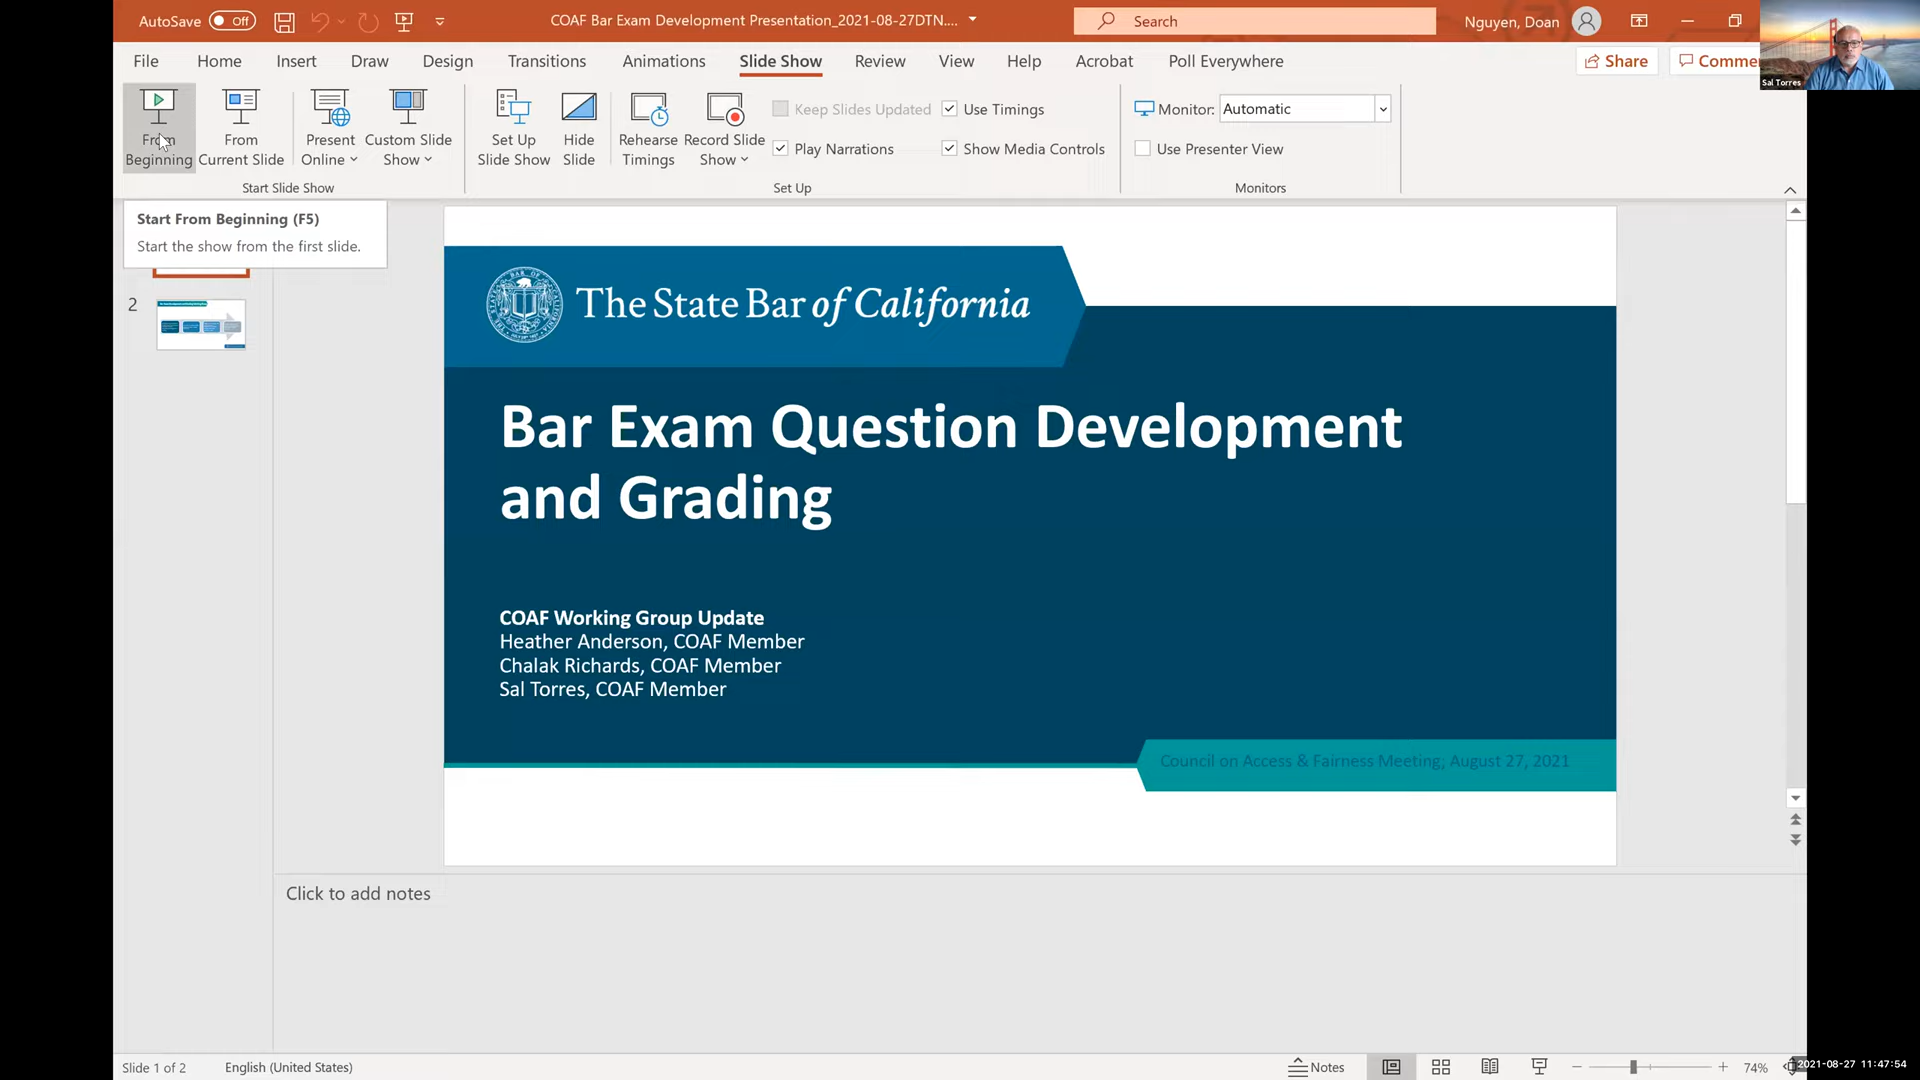 AutoSave Off
COAF Bar Exam Development Presentation_2021-08-27DTN....
Search
Nguyen, Doan
File Home Insert Draw Design Transitions Animations Slide Show Review View Help Acrobat Poll Everywhere
Share
Comme
Sal Torres
From Beginning
From Current Slide
Present Online
Custom Slide Show
Set Up Slide Show
Hide Slide
Rehearse Timings
Record Slide Show
Keep Slides Updated
Use Timings
Play Narrations
Show Media Controls
Monitor: Automatic
Use Presenter View
Start Slide Show
Set Up
Monitors
Start From Beginning (F5)
Start the show from the first slide.
2
The State Bar of California
Bar Exam Question Development
and Grading
COAF Working Group Update
Heather Anderson, COAF Member
Chalak Richards, COAF Member
Sal Torres, COAF Member
Council on Access & Fairness Meeting, August 27, 2021
Click to add notes
Slide 1 of 2
English (United States)
Notes
74%
2021-08-27 11:47:54